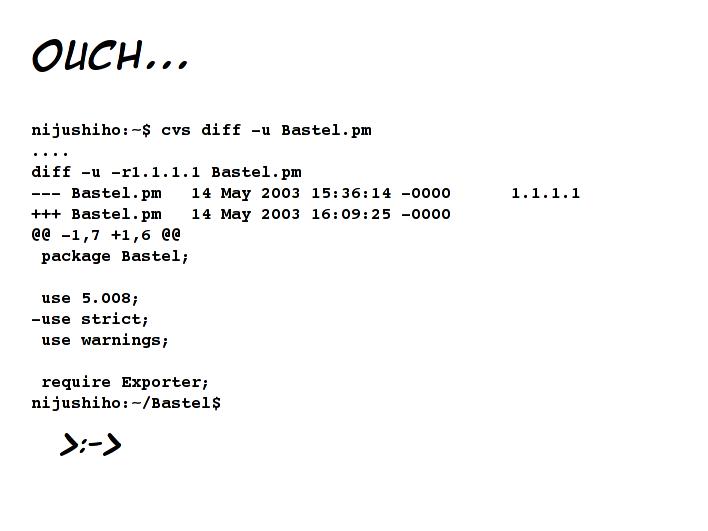 OUCH...
nijushiho:~$ cvs diff -u Bastel.pm
....
diff -u -r1.1.1.1 Bastel.pm
--- Bastel.pm   14 May 2003 15:36:14 -0000      1.1.1.1
+++ Bastel.pm   14 May 2003 16:09:25 -0000
@@ -1,7 +1,6 @@
 package Bastel;

 use 5.008;
-use strict;
 use warnings;

 require Exporter;
nijushiho:~/Bastel$
>:->